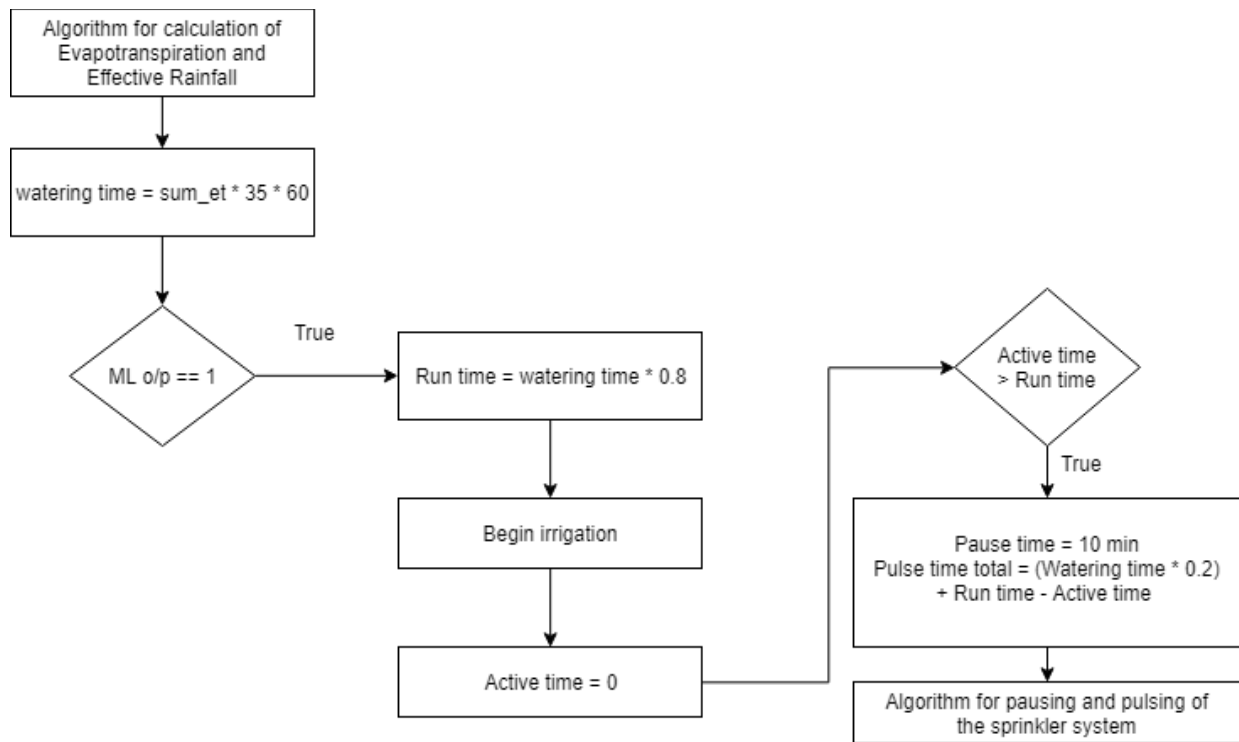 Algorithm for calculation of
Evapotranspiration and
Effective Rainfall
watering time = sum_et * 35 * 60
ML o/p == 1
True
Run time = watering time * 0.8
Begin irrigation
Active time = 0
Active time
> Run time
True
Pause time = 10 min
Pulse time total = (Watering time * 0.2)
+ Run time - Active time
Algorithm for pausing and pulsing of
the sprinkler system